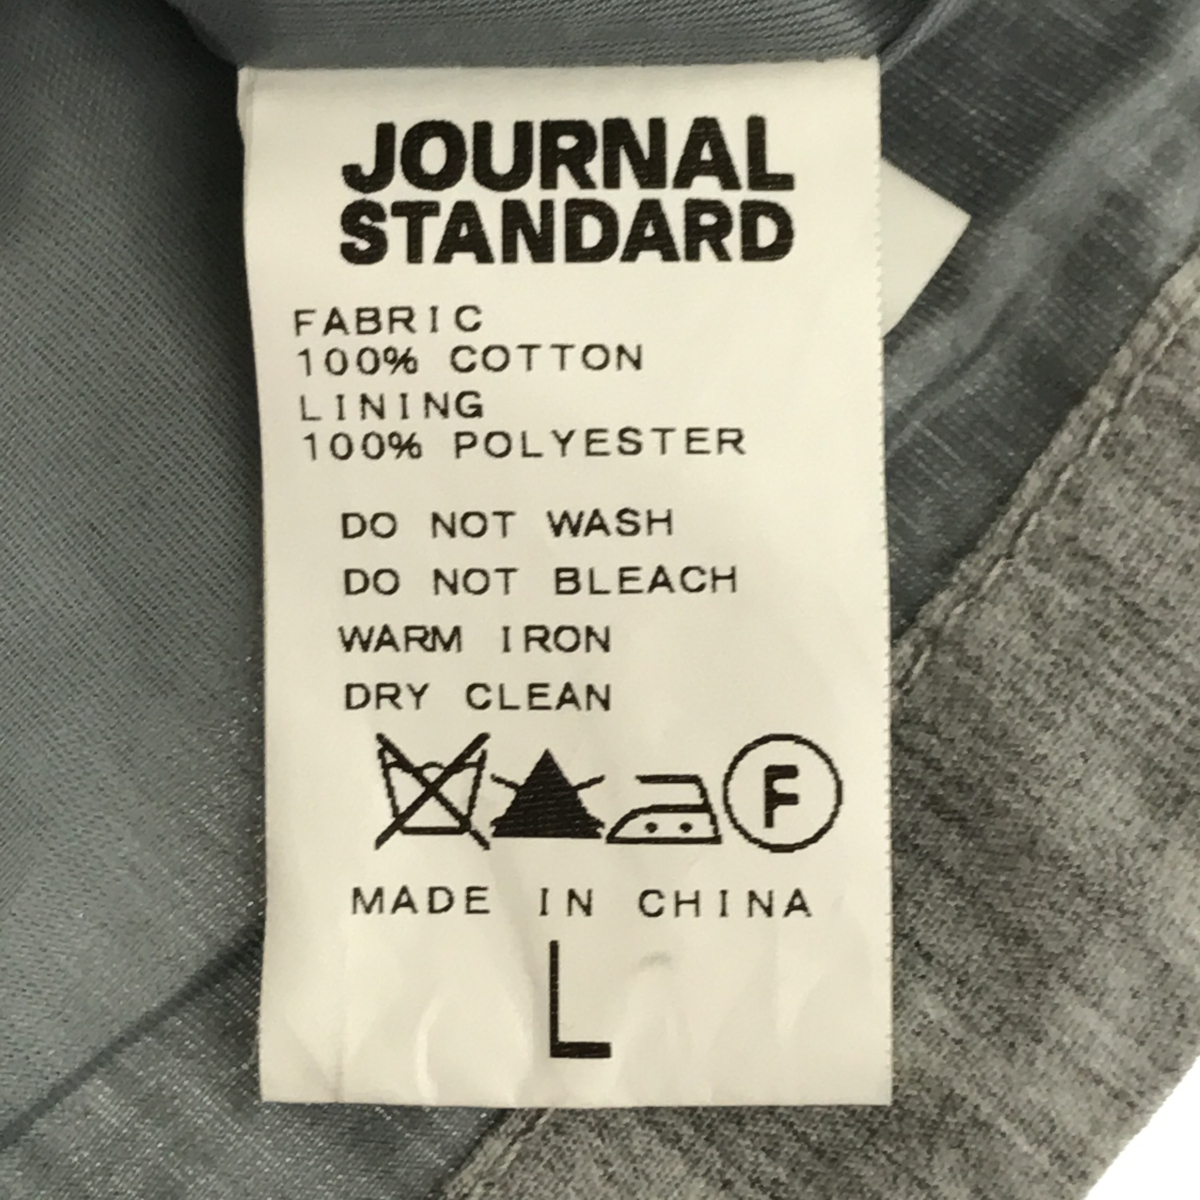 JOURNAL
STANDARD
FABRIC
100% COTTON
LINING
100% POLYESTER
DO NOT WASH
DO NOT BLEACH
WARM IRON
DRY CLEAN
F
MADE IN CHINA
L